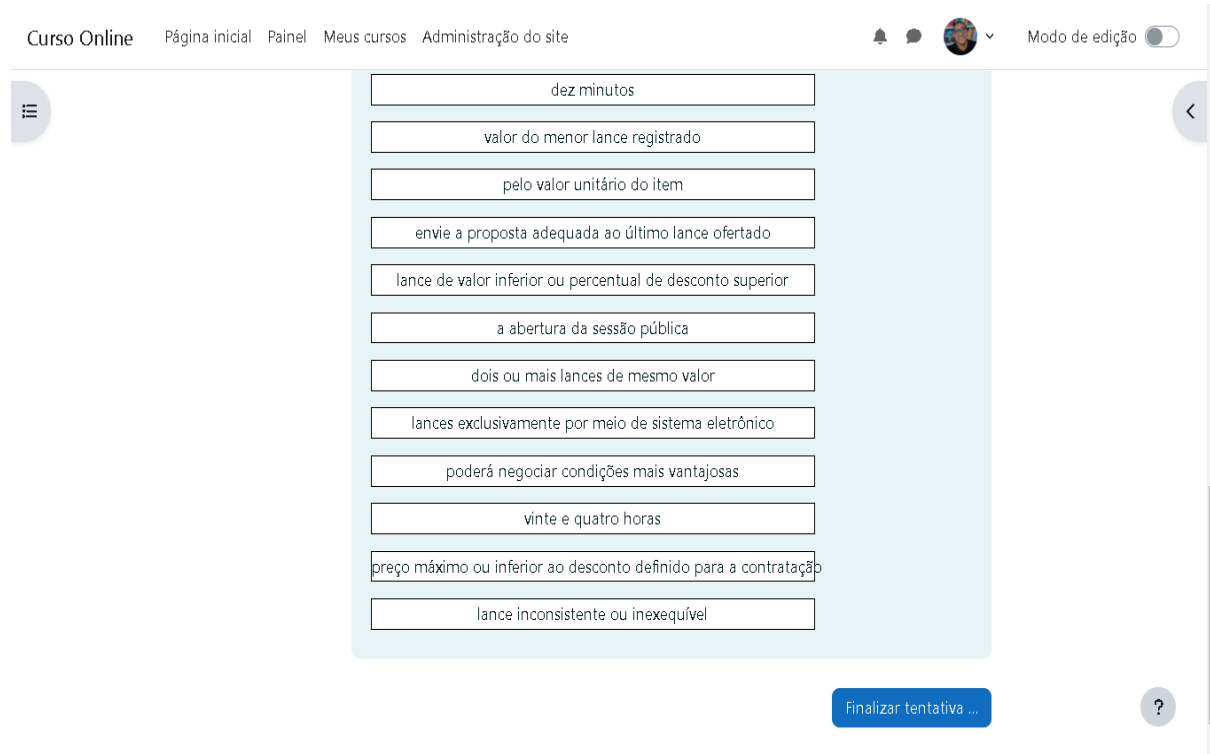 Curso Online Página inicial Painel Meus cursos Administração do site Modo de edição
dez minutos
valor do menor lance registrado
pelo valor unitário do item
envie a proposta adequada ao último lance ofertado
lance de valor inferior ou percentual de desconto superior
a abertura da sessão pública
dois ou mais lances de mesmo valor
lances exclusivamente por meio de sistema eletrônico
poderá negociar condições mais vantajosas
vinte e quatro horas
preço máximo ou inferior ao desconto definido para a contratação
lance inconsistente ou inexequível
Finalizar tentativa ...
?